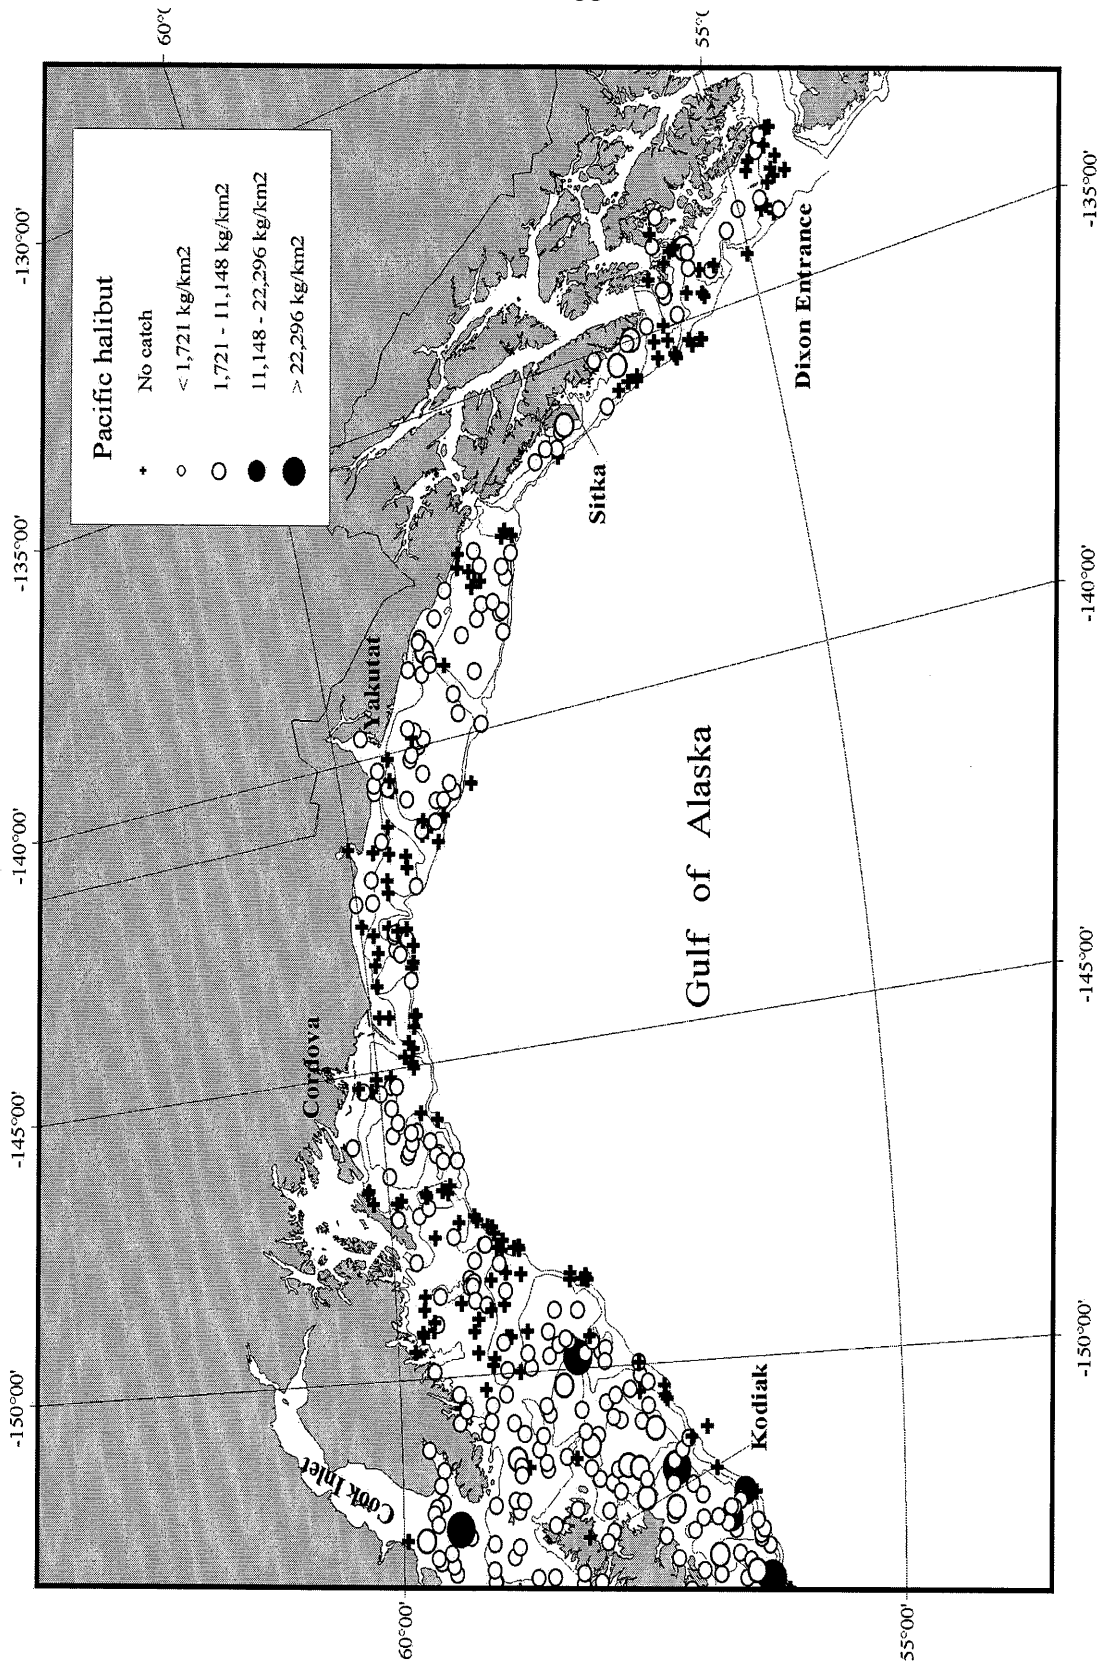 Pacific halibut
No catch
< 1,721 kg/km2
1,721 - 11,148 kg/km2
11,148 - 22,296 kg/km2
> 22,296 kg/km2
-150°00'
-145°00'
-140°00'
-135°00'
-130°00'
60°(
55°(
60°00'
55°00'
-150°00'
-145°00'
-140°00'
-135°00'
Cook Inlet
Cordova
Yakutat
Sitka
Kodiak
Dixon Entrance
Gulf of Alaska